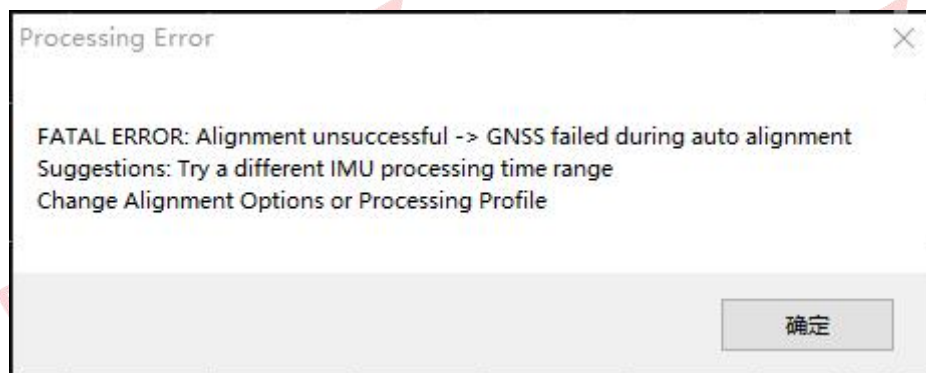 Processing Error
FATAL ERROR: Alignment unsuccessful -> GNSS failed during auto alignment
Suggestions: Try a different IMU processing time range
Change Alignment Options or Processing Profile
确定